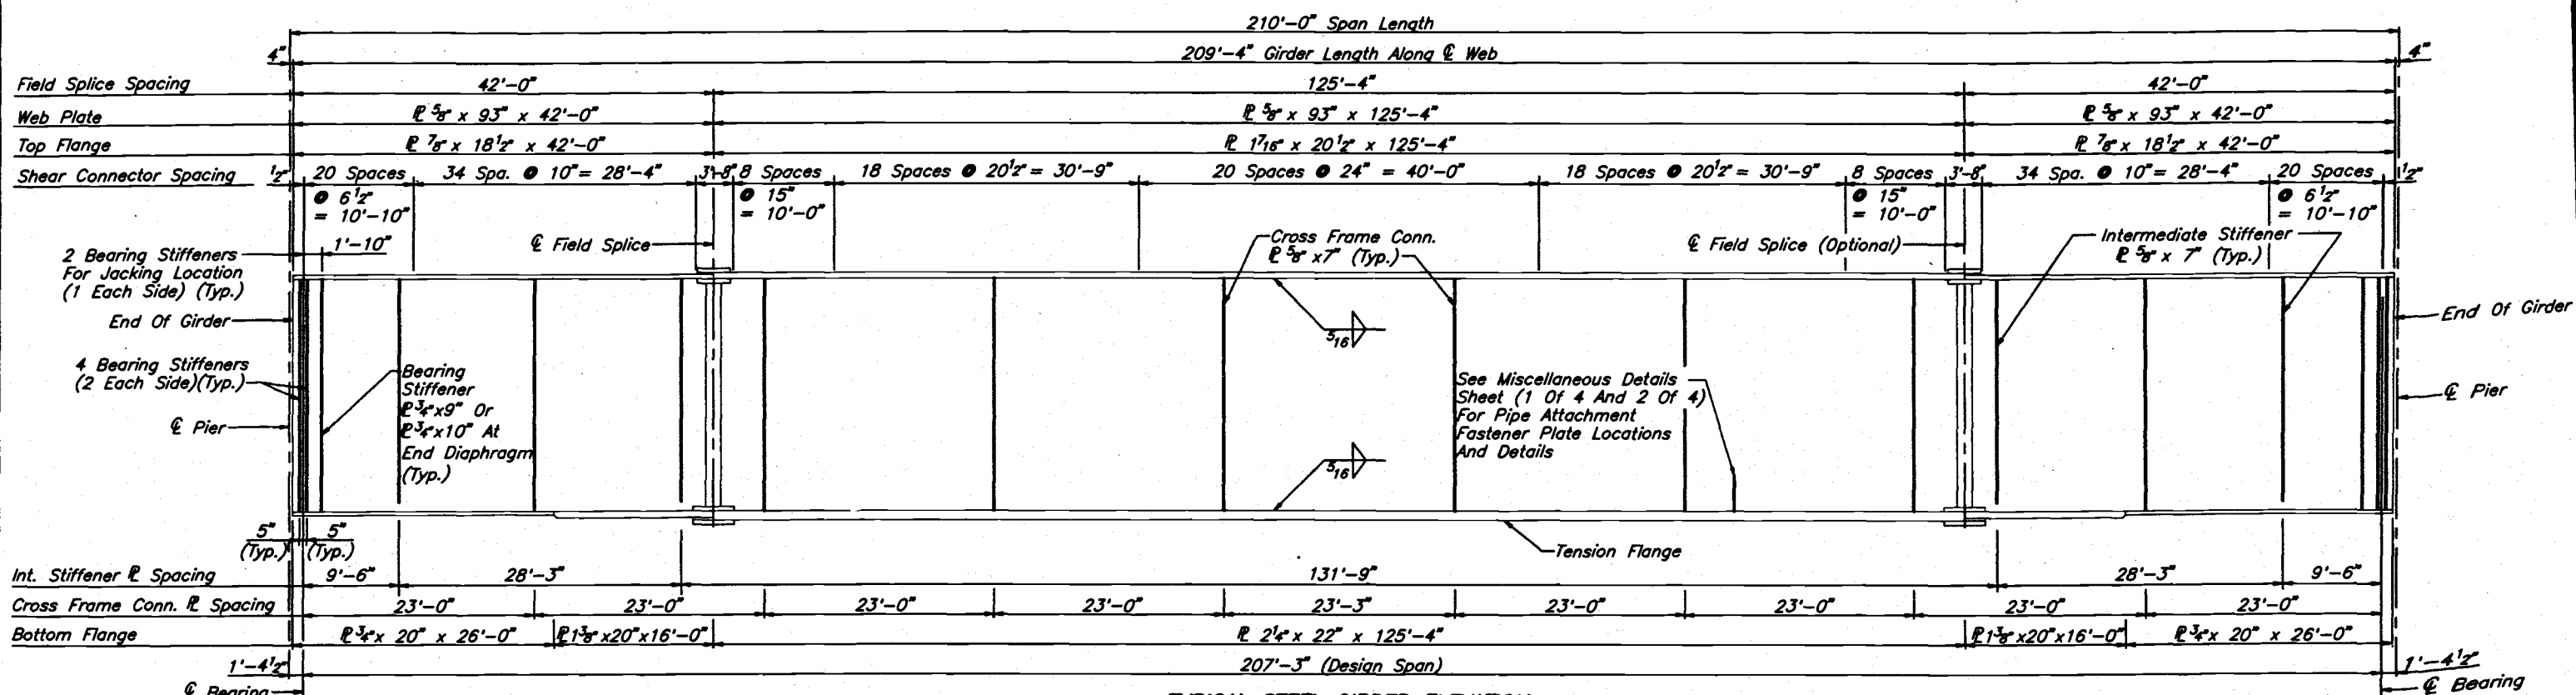 210'-0" Span Length
4" 209'-4" Girder Length Along ℄ Web 4"
Field Splice Spacing 42'-0" 125'-4" 42'-0"
Web Plate ⅊ 5/8" x 93" x 42'-0" ⅊ 5/8" x 93" x 125'-4" ⅊ 5/8" x 93" x 42'-0"
Top Flange ⅊ 7/8" x 18 1/2" x 42'-0" ⅊ 1 7/16" x 20 1/2" x 125'-4" ⅊ 7/8" x 18 1/2" x 42'-0"
Shear Connector Spacing 1/2" 20 Spaces @ 6 1/2" = 10'-10" 34 Spa. @ 10" = 28'-4" 3'-8" 8 Spaces @ 15" = 10'-0" 18 Spaces @ 20 1/2" = 30'-9" 20 Spaces @ 24" = 40'-0" 18 Spaces @ 20 1/2" = 30'-9" 8 Spaces @ 15" = 10'-0" 3'-8" 34 Spa. @ 10" = 28'-4" 20 Spaces @ 6 1/2" = 10'-10" 1/2"
1'-10"
2 Bearing Stiffeners
For Jacking Location
(1 Each Side) (Typ.)
℄ Field Splice
Cross Frame Conn.
⅊ 5/8" x7" (Typ.)
℄ Field Splice (Optional)
Intermediate Stiffener
⅊ 5/8" x 7" (Typ.)
End Of Girder
End Of Girder
5/16
4 Bearing Stiffeners
(2 Each Side)(Typ.)
Bearing
Stiffener
⅊ 3/4"x9" Or
⅊ 3/4"x10" At
End Diaphragm
(Typ.)
See Miscellaneous Details
Sheet (1 Of 4 And 2 Of 4)
For Pipe Attachment
Fastener Plate Locations
And Details
℄ Pier
℄ Pier
5/16
5" 5"
(Typ.) (Typ.)
Tension Flange
Int. Stiffener ⅊ Spacing 9'-6" 28'-3" 131'-9" 28'-3" 9'-6"
Cross Frame Conn. ⅊ Spacing 23'-0" 23'-0" 23'-0" 23'-0" 23'-3" 23'-0" 23'-0" 23'-0" 23'-0"
Bottom Flange ⅊ 3/4" x 20" x 26'-0" ⅊ 1 3/8" x20"x16'-0" ⅊ 2 1/4" x 22" x 125'-4" ⅊ 1 3/8" x20"x16'-0" ⅊ 3/4" x 20" x 26'-0"
1'-4 1/2" 207'-3" (Design Span) 1'-4 1/2"
℄ Bearing ℄ Bearing